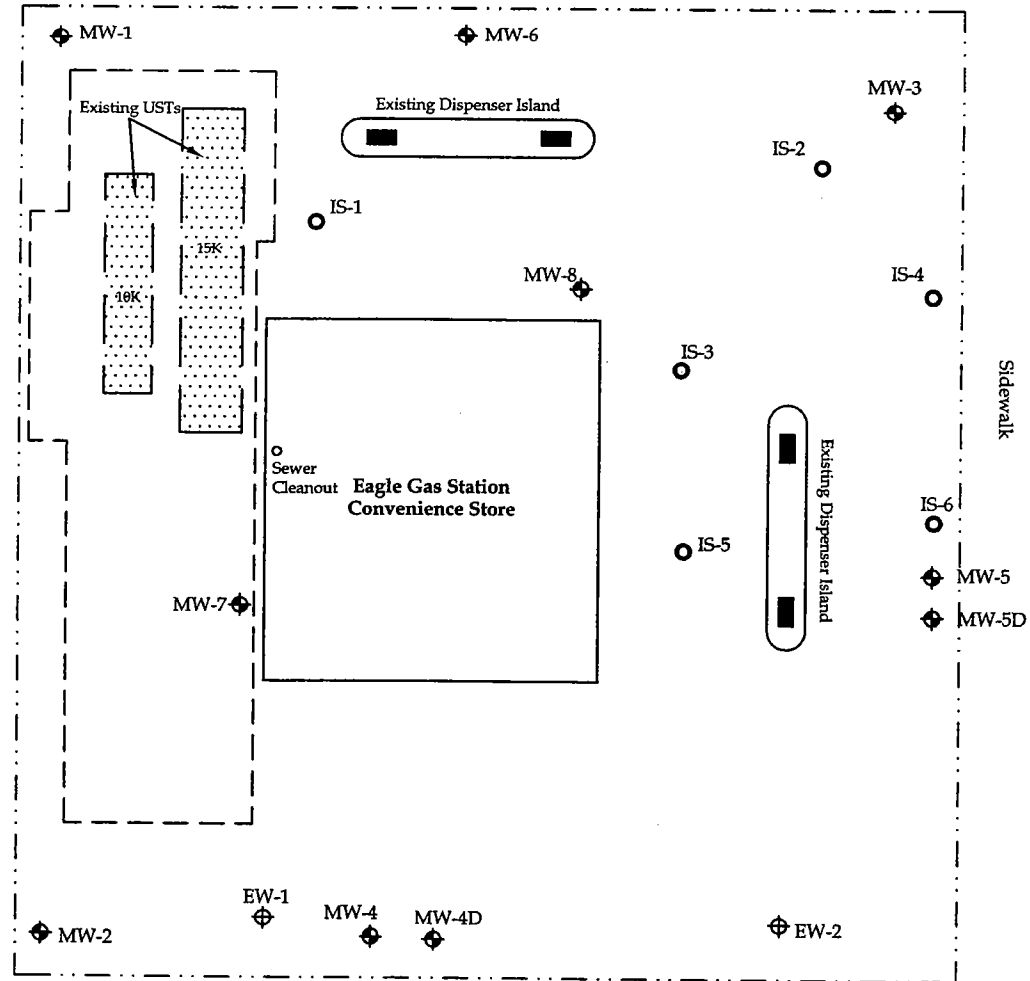 MW-1
MW-6
MW-3
Existing USTs
Existing Dispenser Island
IS-2
IS-1
15K
10K
MW-8
IS-4
IS-3
Sidewalk
Sewer
Cleanout
Eagle Gas Station
Convenience Store
Existing Dispenser Island
IS-6
IS-5
MW-5
MW-7
MW-5D
EW-1
MW-4
MW-4D
MW-2
EW-2